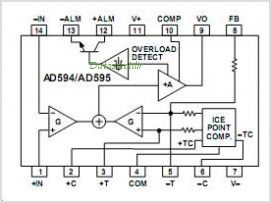 –IN –ALM +ALM V+ COMP VO FB
14 13 12 11 10 9 8
OVERLOAD
DETECT
AD594/AD595
+A
G
G
ICE
POINT
COMP.
–TC
+TC
1 2 3 4 5 6 7
+IN +C +T COM –T –C V–